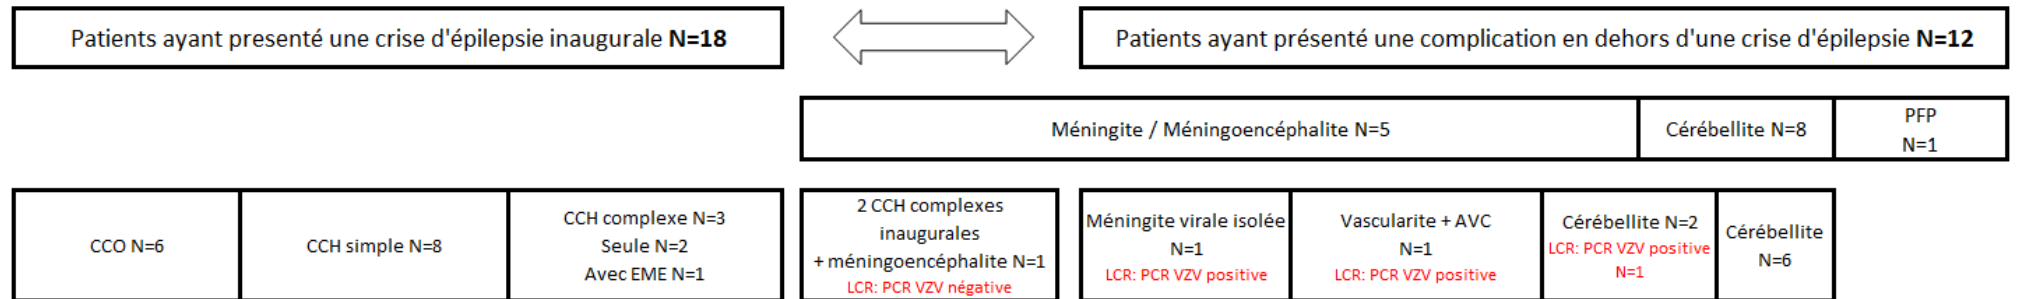 Patients ayant presenté une crise d'épilepsie inaugurale N=18
Patients ayant présenté une complication en dehors d'une crise d'épilepsie N=12
Méningite / Méningoencéphalite N=5
Cérébellite N=8
PFP
N=1
CCO N=6
CCH simple N=8
CCH complexe N=3
Seule N=2
Avec EME N=1
2 CCH complexes
inaugurales
+ méningoencéphalite N=1
LCR: PCR VZV négative
Méningite virale isolée
N=1
LCR: PCR VZV positive
Vascularite + AVC
N=1
LCR: PCR VZV positive
Cérébellite N=2
LCR: PCR VZV positive
N=1
Cérébellite
N=6